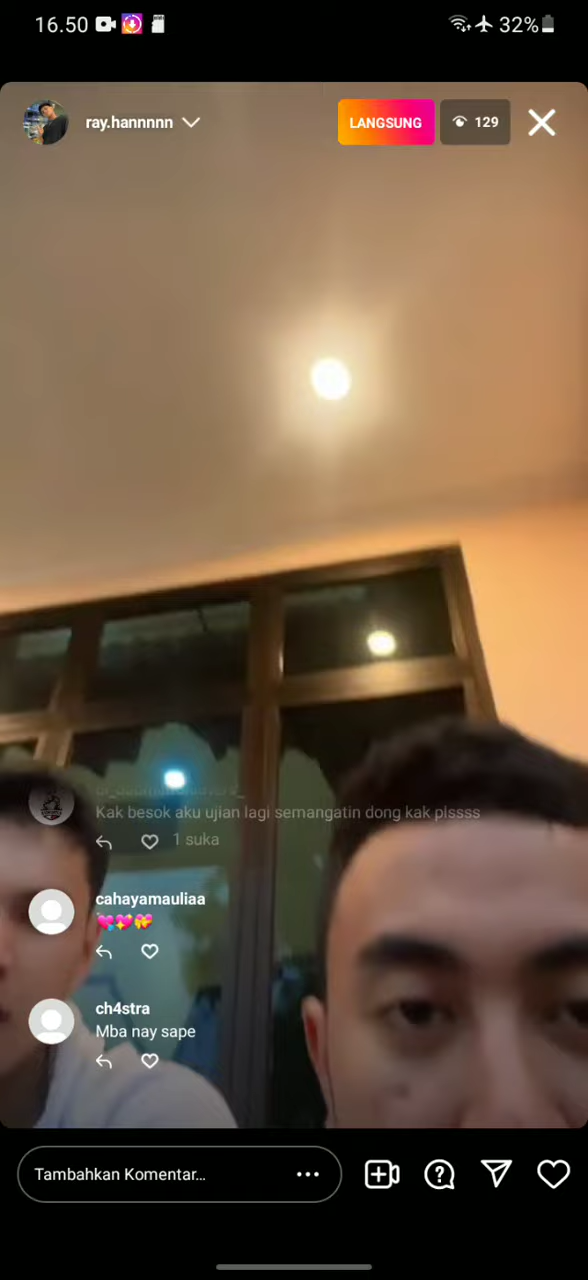 16.50 32%
ray.hannnnn LANGSUNG 129
Kak besok aku ujian lagi semangatin dong kak plssss
1 suka
cahayamauliaa
💘💖💝
ch4stra
Mba nay sape
Tambahkan Komentar...